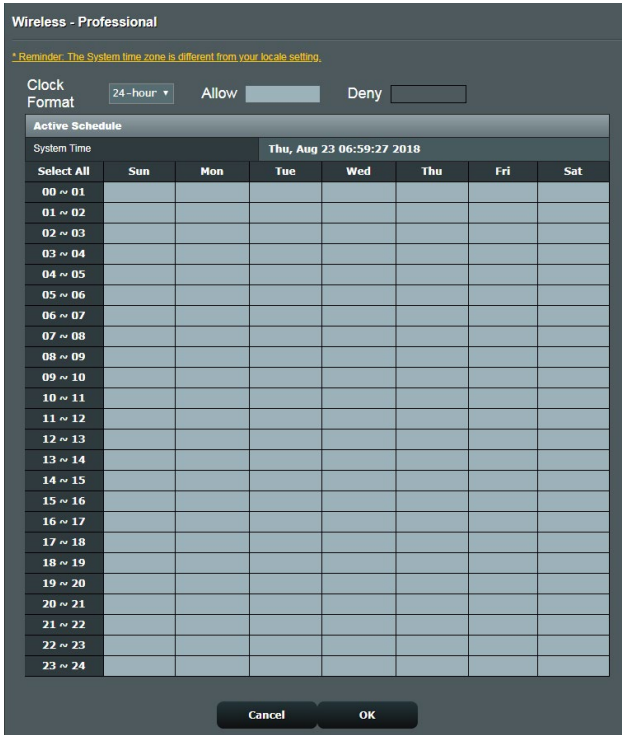 Wireless - Professional
* Reminder: The System time zone is different from your locale setting.
Clock Format 24-hour Allow Deny
Active Schedule
System Time Thu, Aug 23 06:59:27 2018
Select All Sun Mon Tue Wed Thu Fri Sat
00 ~ 01
01 ~ 02
02 ~ 03
03 ~ 04
04 ~ 05
05 ~ 06
06 ~ 07
07 ~ 08
08 ~ 09
09 ~ 10
10 ~ 11
11 ~ 12
12 ~ 13
13 ~ 14
14 ~ 15
15 ~ 16
16 ~ 17
17 ~ 18
18 ~ 19
19 ~ 20
20 ~ 21
21 ~ 22
22 ~ 23
23 ~ 24
Cancel OK